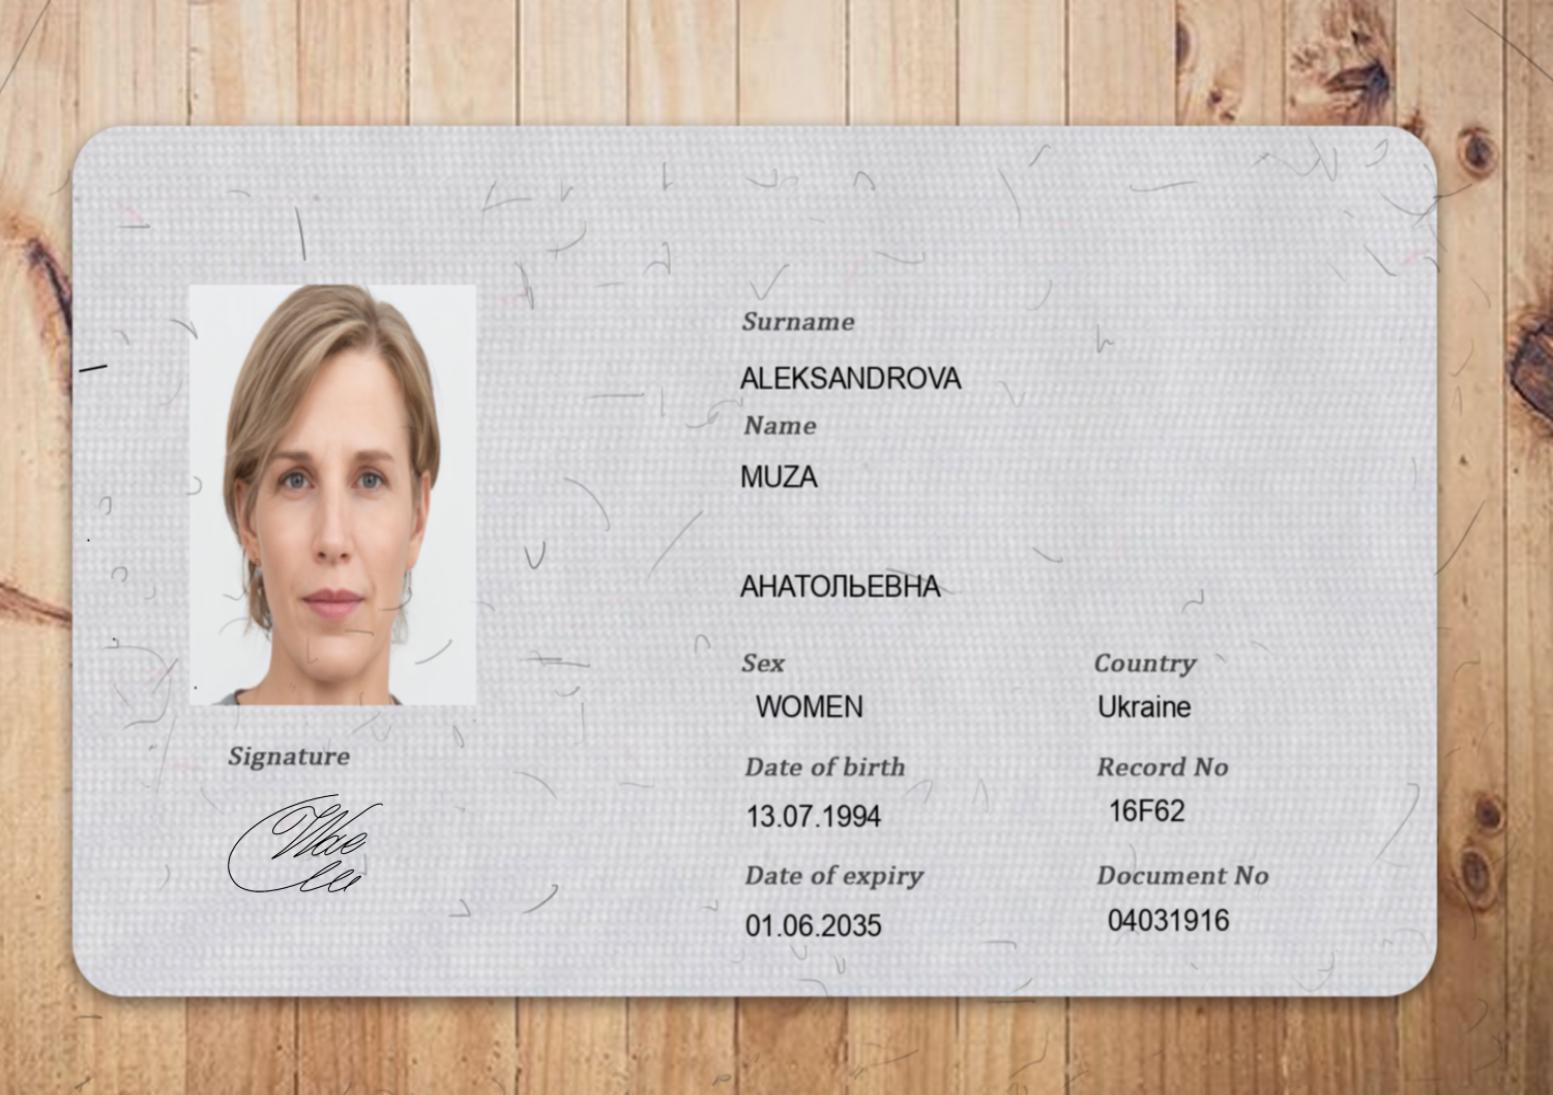 Surname
ALEKSANDROVA
Name
MUZA
АНАТОЛЬЕВНА
Sex
Country
WOMEN
Ukraine
Date of birth
Record No
13.07.1994
16F62
Date of expiry
Document No
01.06.2035
04031916
Signature